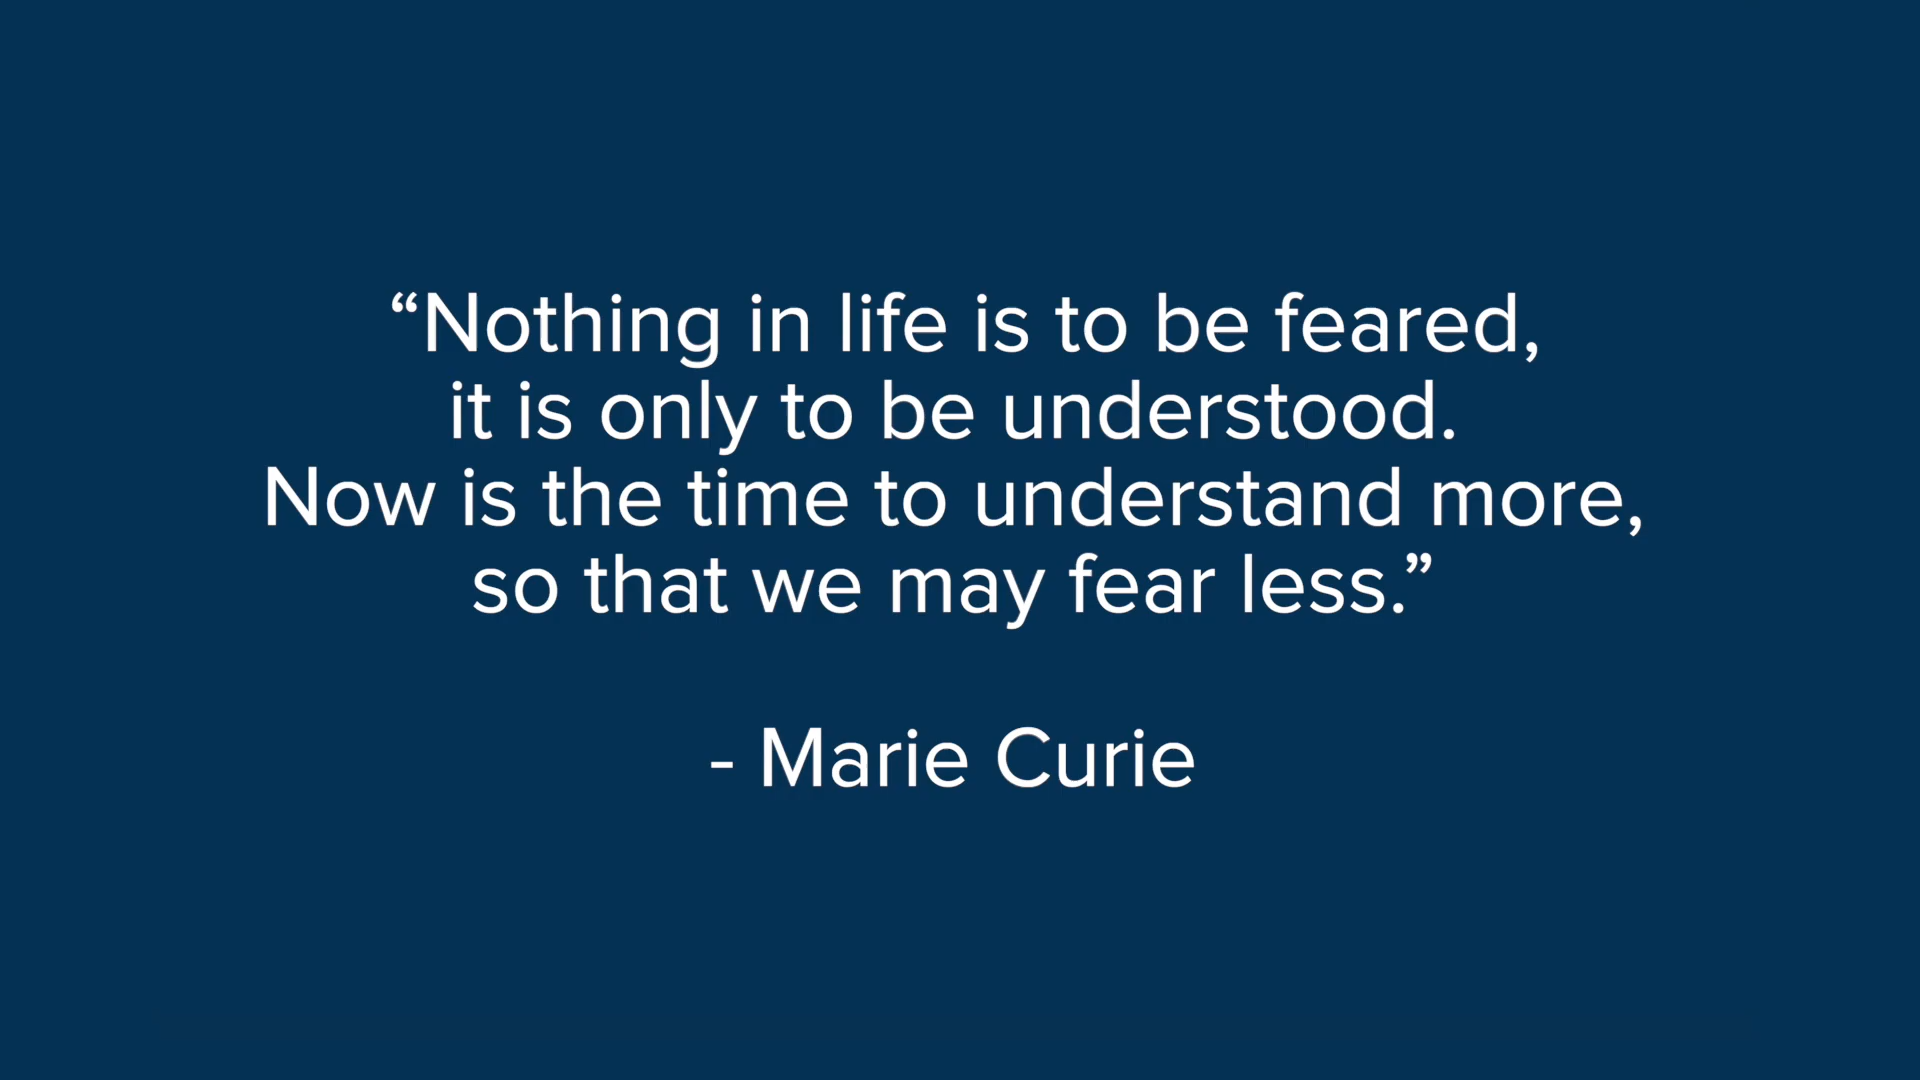 “Nothing in life is to be feared,
it is only to be understood.
Now is the time to understand more,
so that we may fear less.”
- Marie Curie